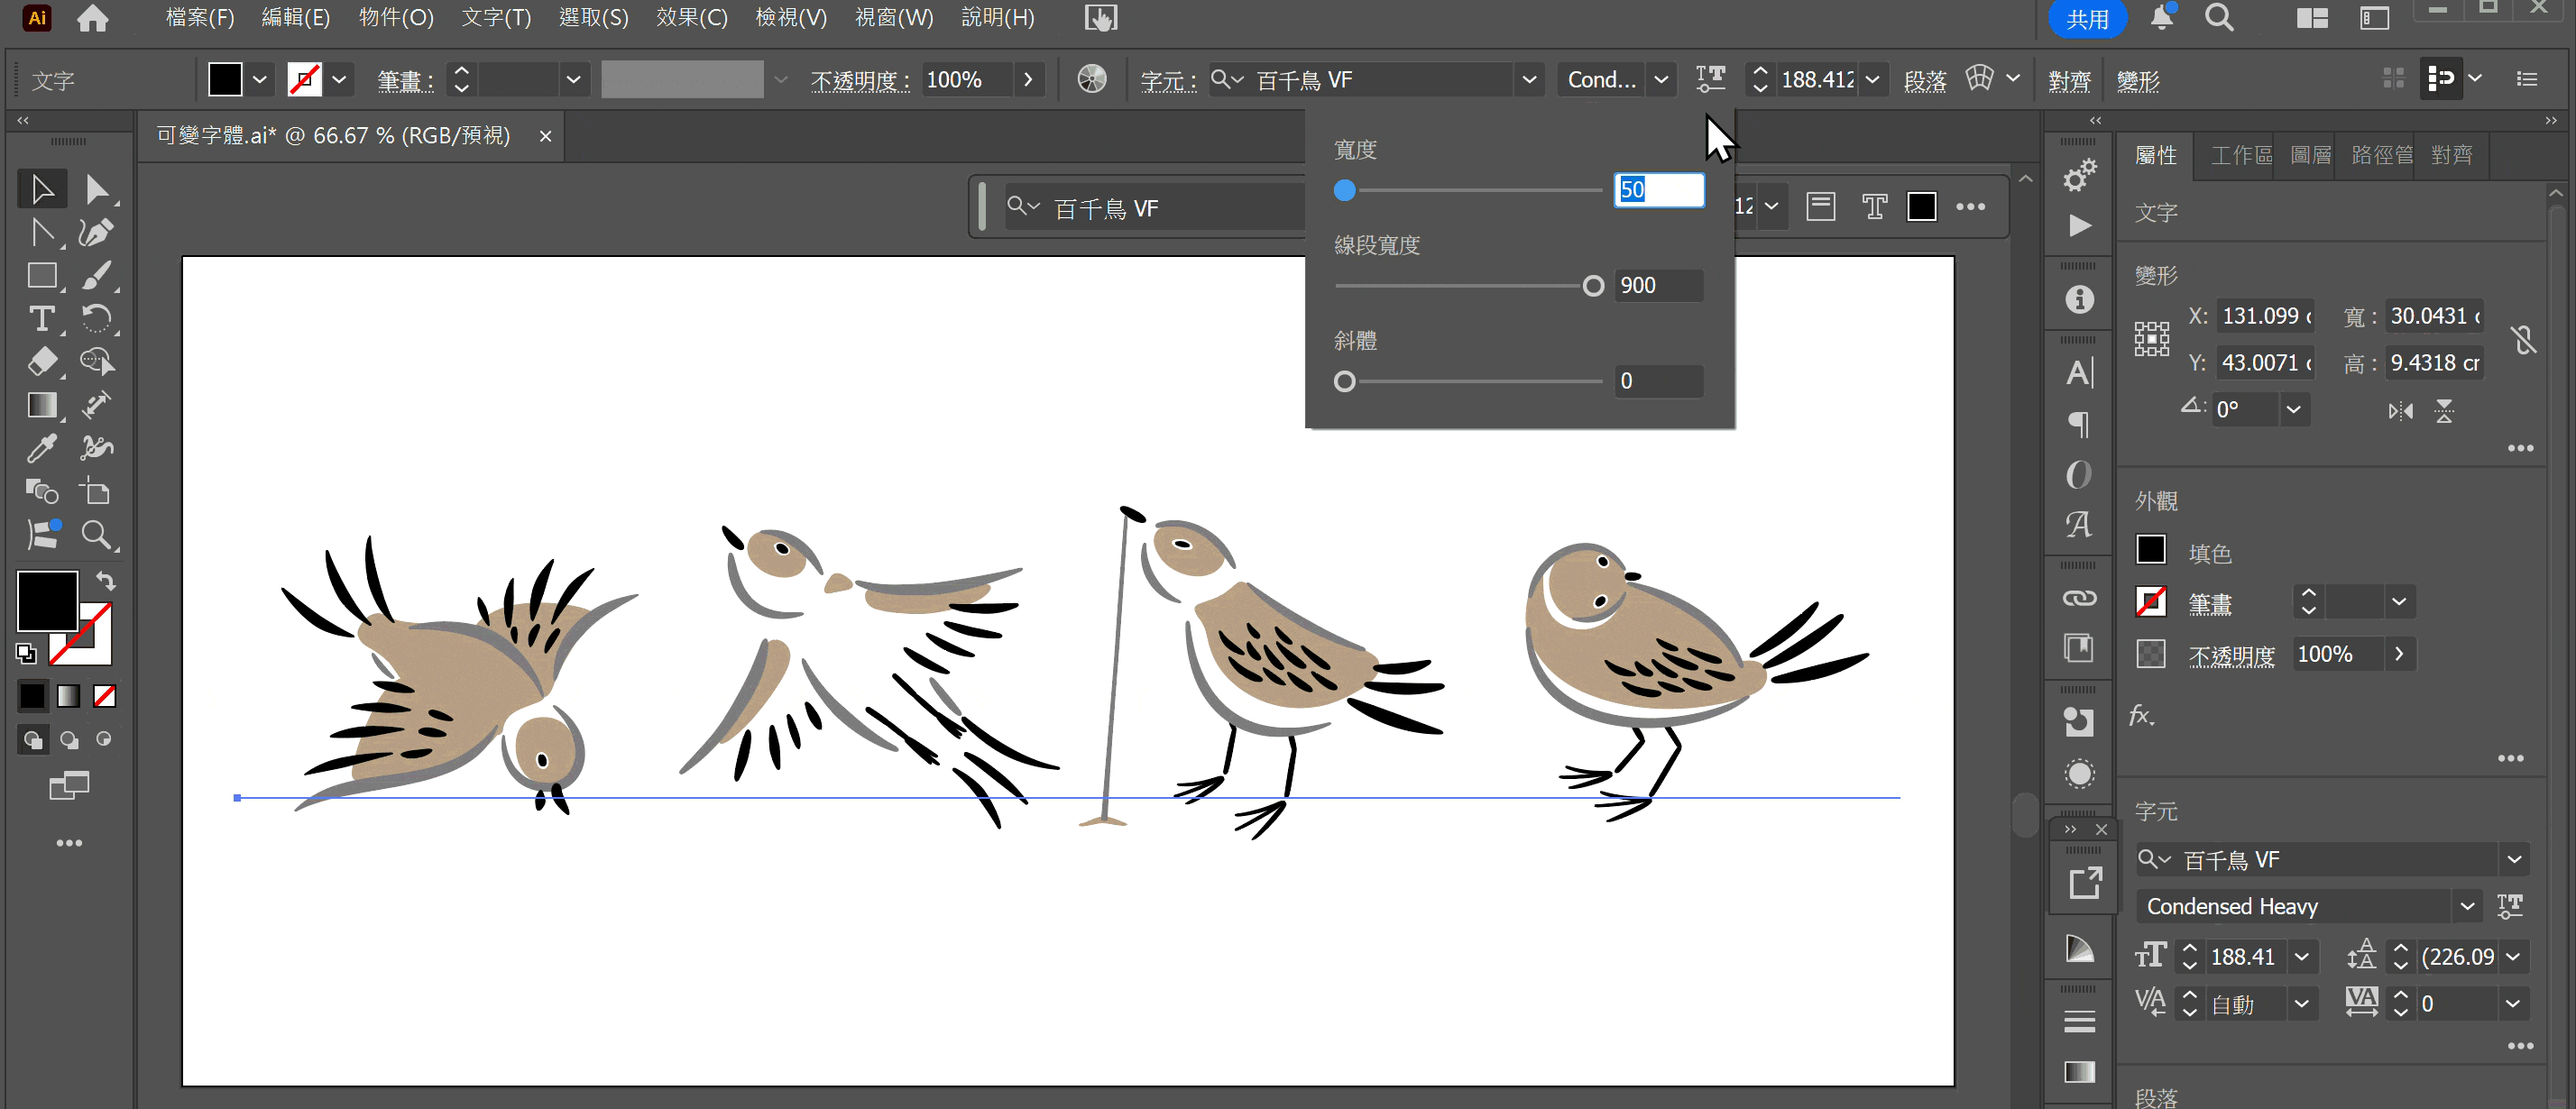 Ai 檔案(F) 編輯(E) 物件(O) 文字(T) 選取(S) 效果(C) 檢視(V) 視窗(W) 說明(H) 共用
文字 筆畫: 不透明度: 100% 字元: 百千鳥 VF Cond... 188.412 段落 對齊 變形
可變字體.ai* @ 66.67 % (RGB/預視) ×
百千鳥 VF
12
寬度
50
線段寬度
900
斜體
0
屬性 工作區 圖層 路徑管 對齊
文字
變形
X: 131.099 寬: 30.0431
Y: 43.0071 高: 9.4318 cm
0°
外觀
填色
筆畫
不透明度 100%
fx.
字元
百千鳥 VF
Condensed Heavy
188.41 (226.09
自動 0
段落